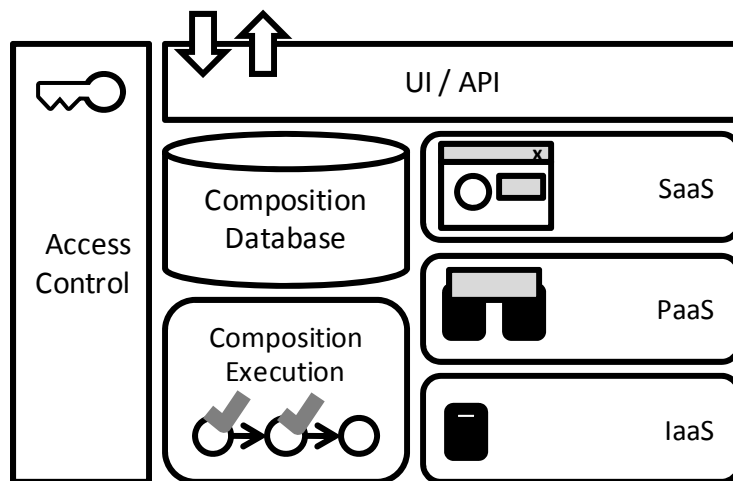 UI / API
Access
Control
Composition
Database
Composition
Execution
x
SaaS
PaaS
IaaS